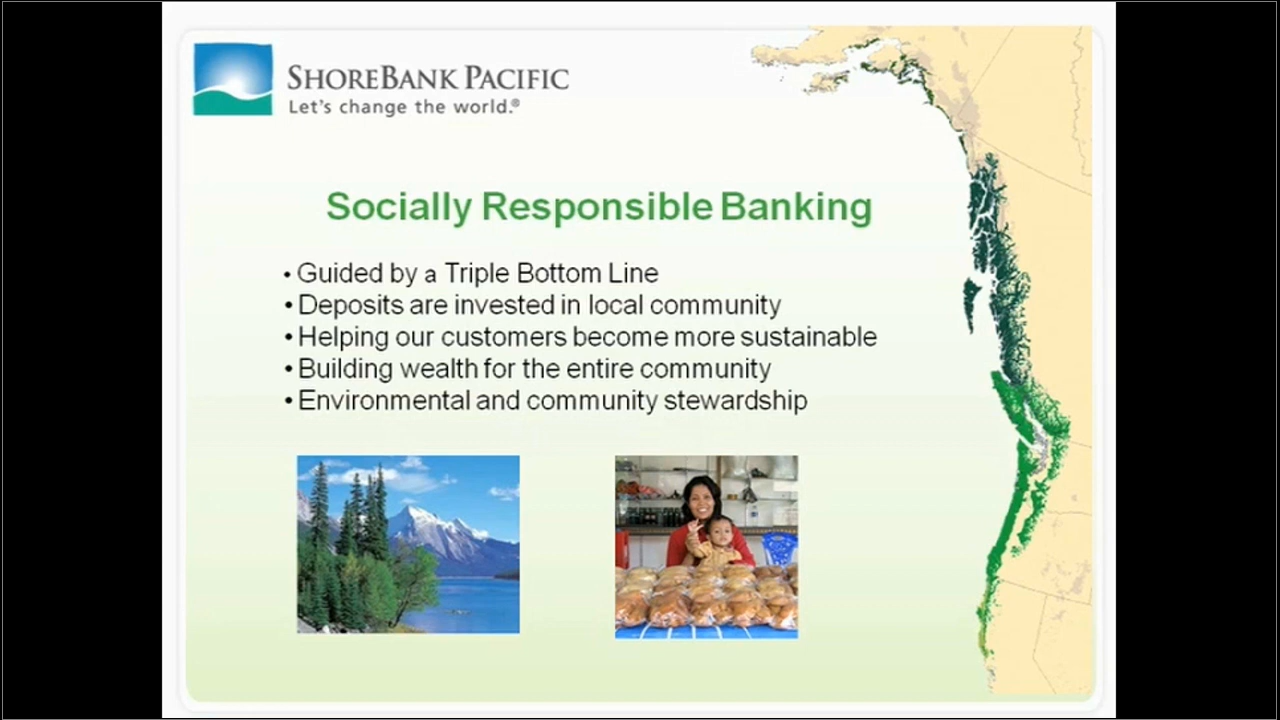 SHOREBANK PACIFIC
Let's change the world.®
Socially Responsible Banking
• Guided by a Triple Bottom Line
• Deposits are invested in local community
• Helping our customers become more sustainable
• Building wealth for the entire community
• Environmental and community stewardship